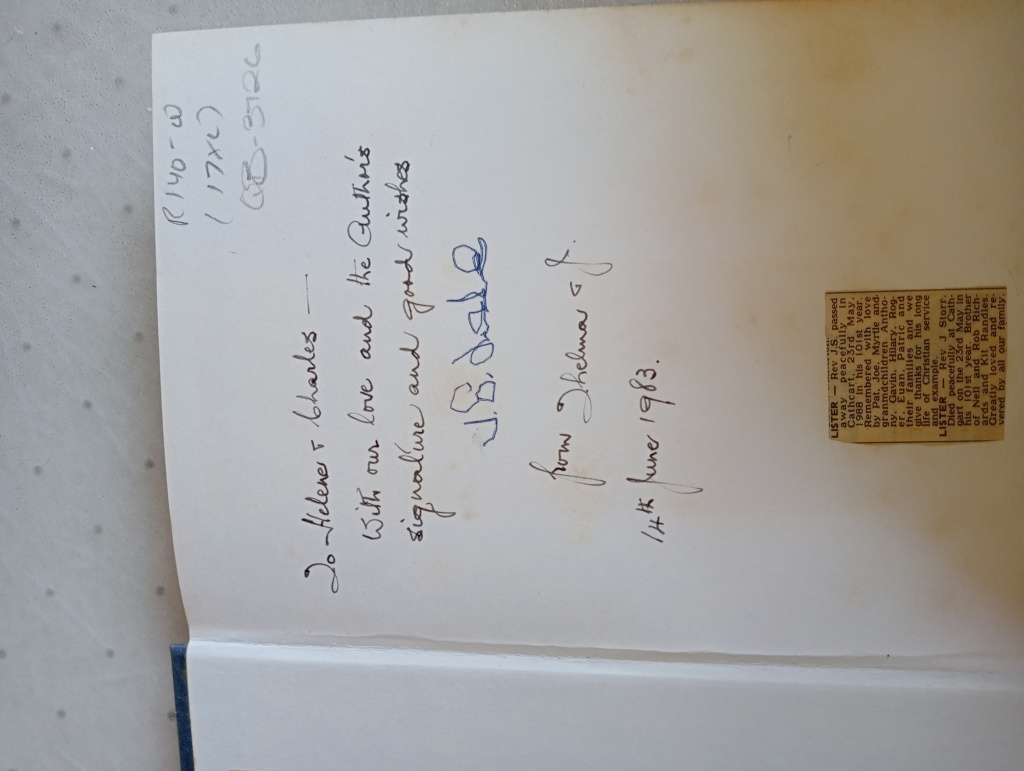 R140-00
(17XL)
To Helene & Charles —
With our love and the Author's
signature and good wishes
J.S. Lister
from Thelma & J.
14th June 1983.
LISTER — Rev J.S. passed
away peacefully in
Cathcart, 23rd May,
1985 in his 101st year.
Remembered with love
by Pat, Joe, Myrtle and
grandchildren Antho-
ny, Gavin, Hilary, Rog-
er, Euan, Patric and
their families and we
give thanks for his long
life of Christian service
and example.
LISTER — Rev J Storr.
Died peacefully at Cath-
cart on the 23rd May in
his 101st year. Brother
of Nell and Rob Rich-
ards and Kit Randles.
Greatly loved and re-
vered by all our family.